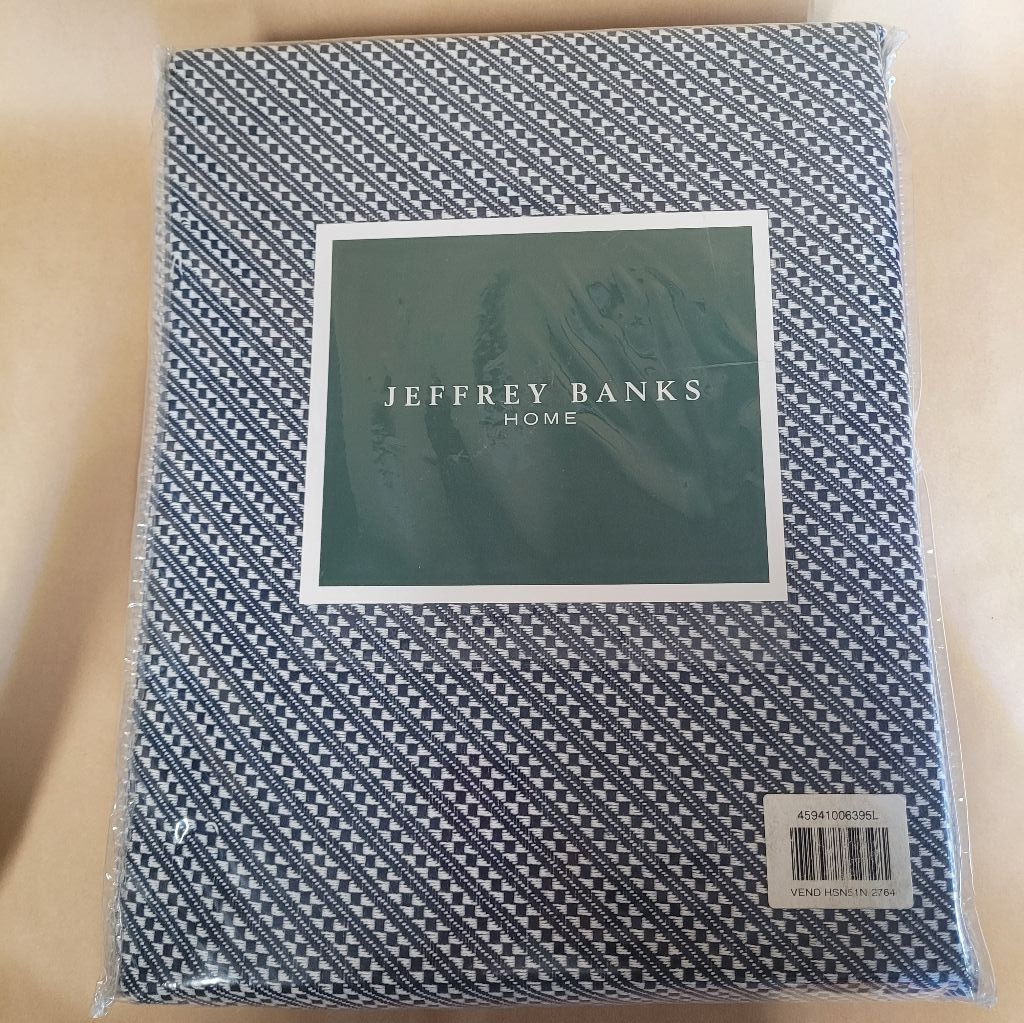 JEFFREY BANKS
HOME
45941006395L
VEND HSN51N 2764